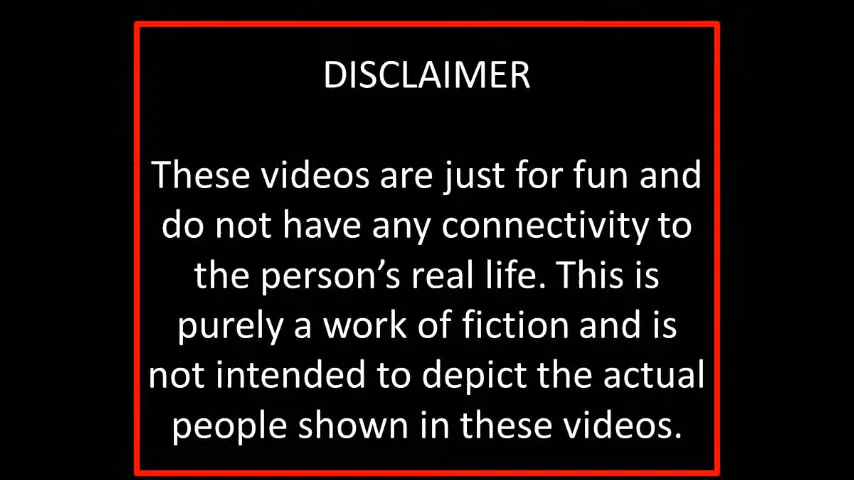 DISCLAIMER
These videos are just for fun and
do not have any connectivity to
the person’s real life. This is
purely a work of fiction and is
not intended to depict the actual
people shown in these videos.